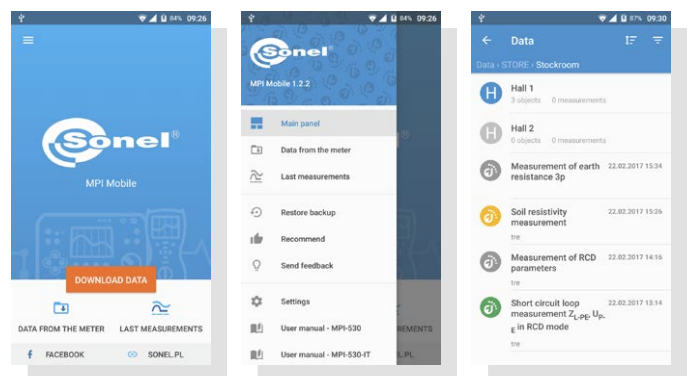 84% 09:26
Sonel®
MPI Mobile
DOWNLOAD DATA
DATA FROM THE METER LAST MEASUREMENTS
FACEBOOK SONEL.PL
84% 09:26
Sonel®
MPI Mobile 1.2.2
Main panel
Data from the meter
Last measurements
Restore backup
Recommend
Send feedback
Settings
User manual - MPI-530
User manual - MPI-530-IT
REMENTS
L.PL
87% 09:30
Data
Data › STORE › Stockroom
H Hall 1
3 objects 0 measurements
H Hall 2
0 objects 0 measurements
Measurement of earth 22.02.2017 15:34
resistance 3p
Soil resistivity 22.02.2017 15:26
measurement
tre
Measurement of RCD 22.02.2017 14:16
parameters
tre
Short circuit loop 22.02.2017 13:14
measurement ZL-PE, UP-
E in RCD mode
tre